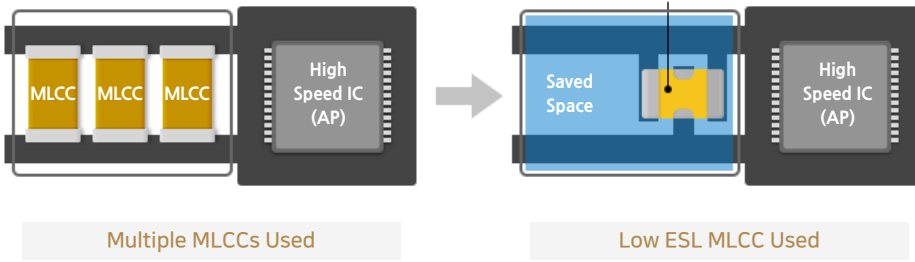 MLCC MLCC MLCC
High
Speed IC
(AP)
Saved
Space
High
Speed IC
(AP)
Multiple MLCCs Used
Low ESL MLCC Used